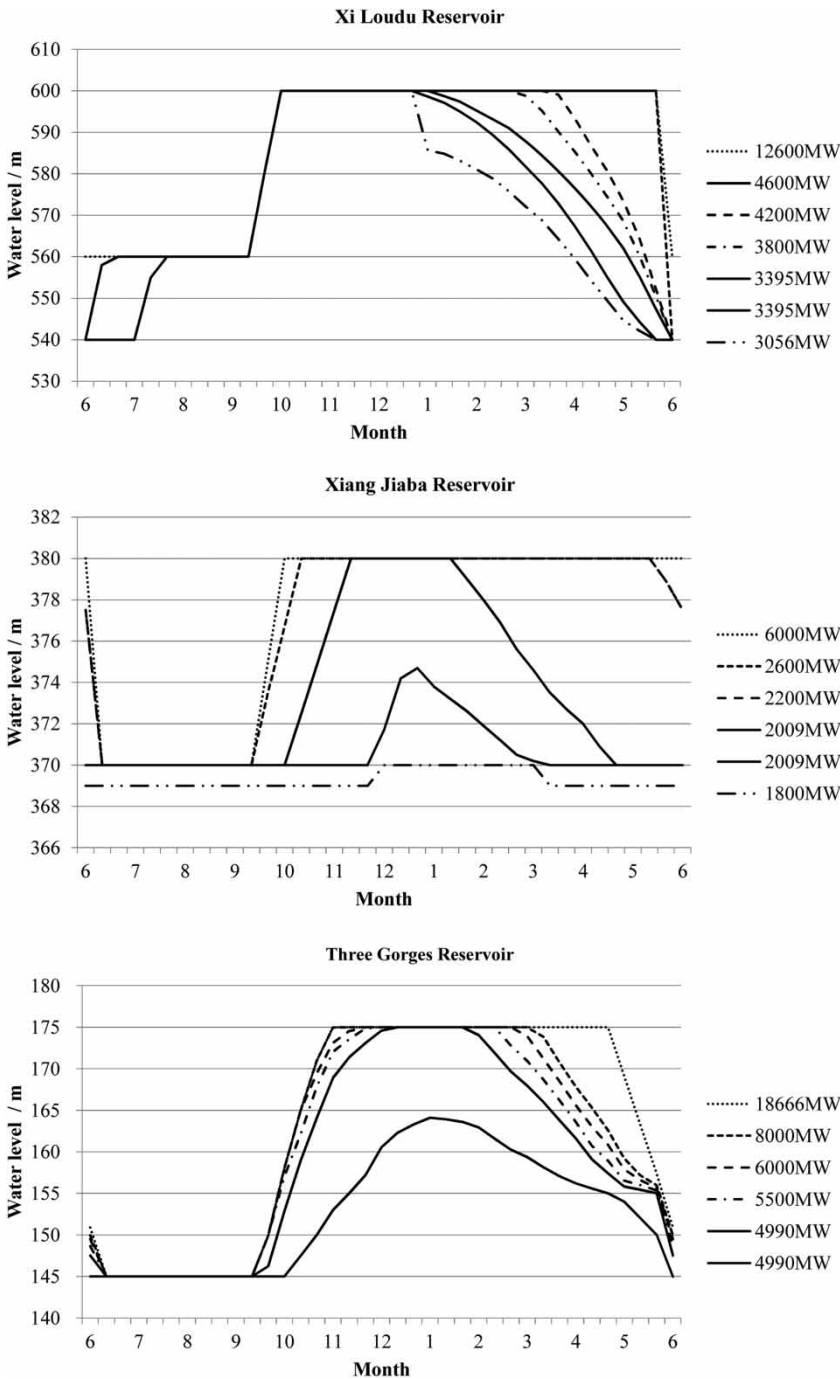 Xi Loudu Reservoir
610
600
590
580
570
560
550
540
530
Water level / m
6 7 8 9 10 11 12 1 2 3 4 5 6
Month
12600MW
4600MW
4200MW
3800MW
3395MW
3395MW
3056MW
Xiang Jiaba Reservoir
382
380
378
376
374
372
370
368
366
Water level / m
6 7 8 9 10 11 12 1 2 3 4 5 6
Month
6000MW
2600MW
2200MW
2009MW
2009MW
1800MW
Three Gorges Reservoir
180
175
170
165
160
155
150
145
140
Water level / m
6 7 8 9 10 11 12 1 2 3 4 5 6
Month
18666MW
8000MW
6000MW
5500MW
4990MW
4990MW